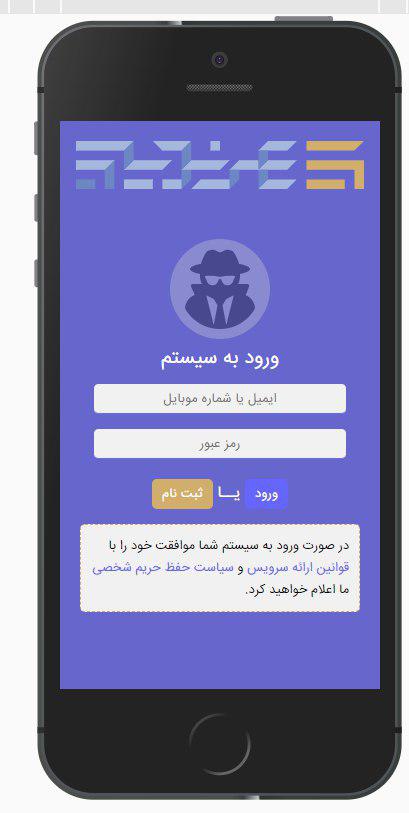 ورود به سیستم
ایمیل یا شماره موبایل
رمز عبور
ورود یــا ثبت نام
در صورت ورود به سیستم شما موافقت خود را با
قوانین ارائه سرویس و سیاست حفظ حریم شخصی
ما اعلام خواهید کرد.